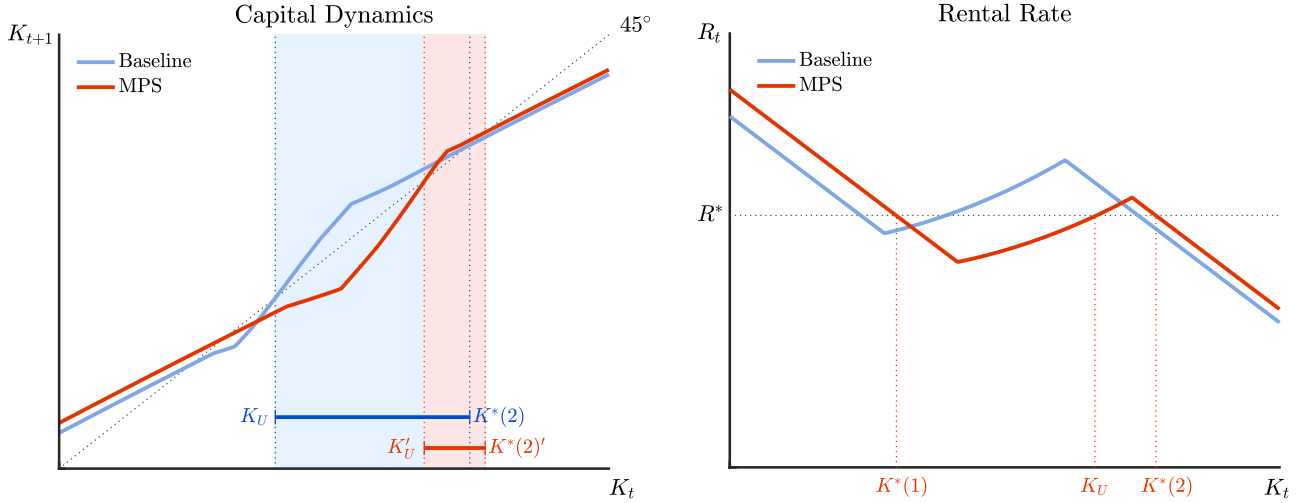 Capital Dynamics
K_{t+1}
45°
Baseline
MPS
K_U
K^*(2)
K'_U
K^*(2)'
K_t
Rental Rate
R_t
Baseline
MPS
R^*
K^*(1)
K_U
K^*(2)
K_t